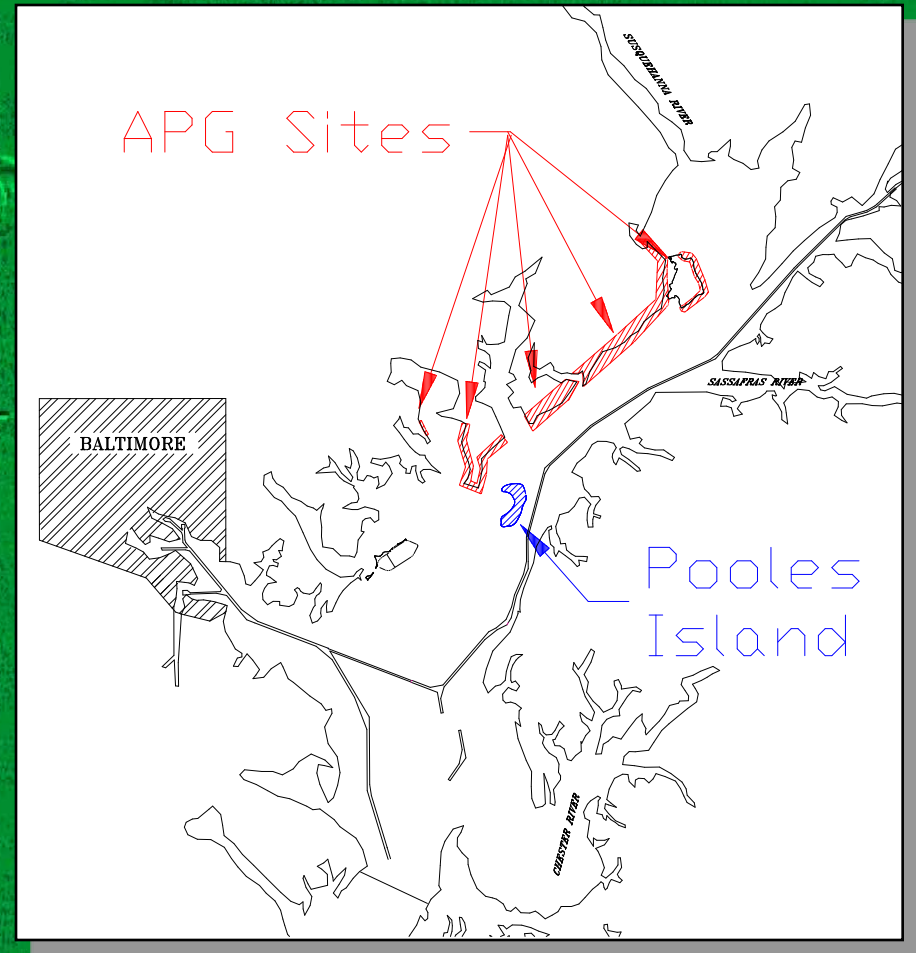 SUSQUEHANNA RIVER
APG Sites
SASSAFRAS RIVER
BALTIMORE
Pooles
Island
CHESTER RIVER